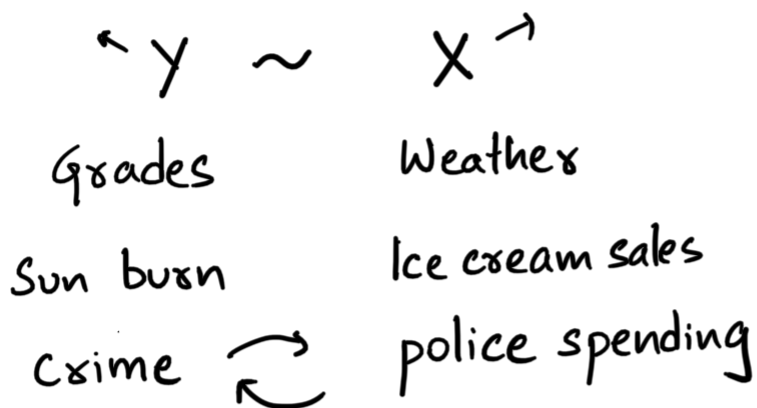 Y ~ X
Grades Weather
Sun burn Ice cream sales
Crime police spending